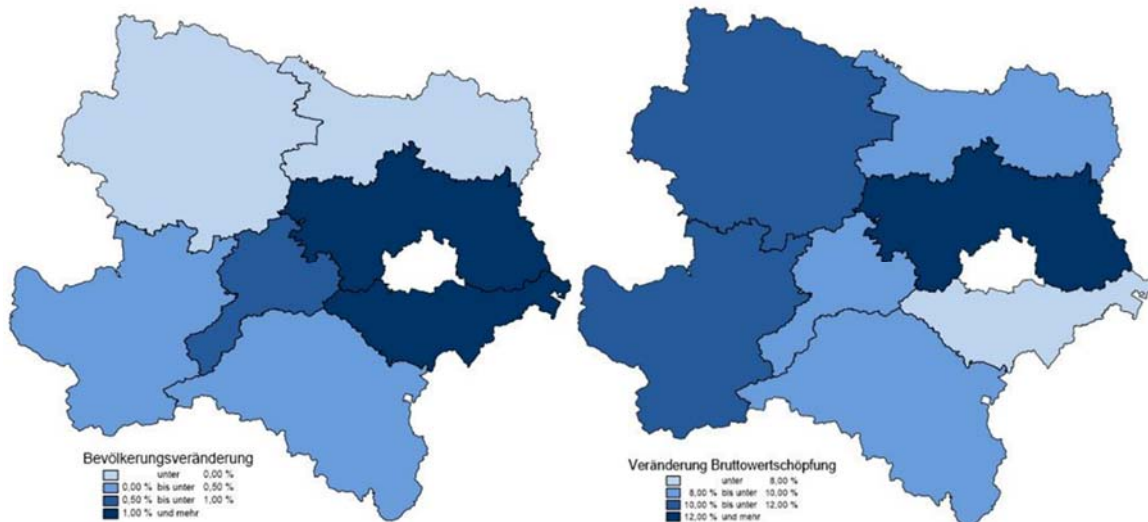 Bevölkerungsveränderung
unter 0,00 %
0,00 % bis unter 0,50 %
0,50 % bis unter 1,00 %
1,00 % und mehr
Veränderung Bruttowertschöpfung
unter 8,00 %
8,00 % bis unter 10,00 %
10,00 % bis unter 12,00 %
12,00 % und mehr